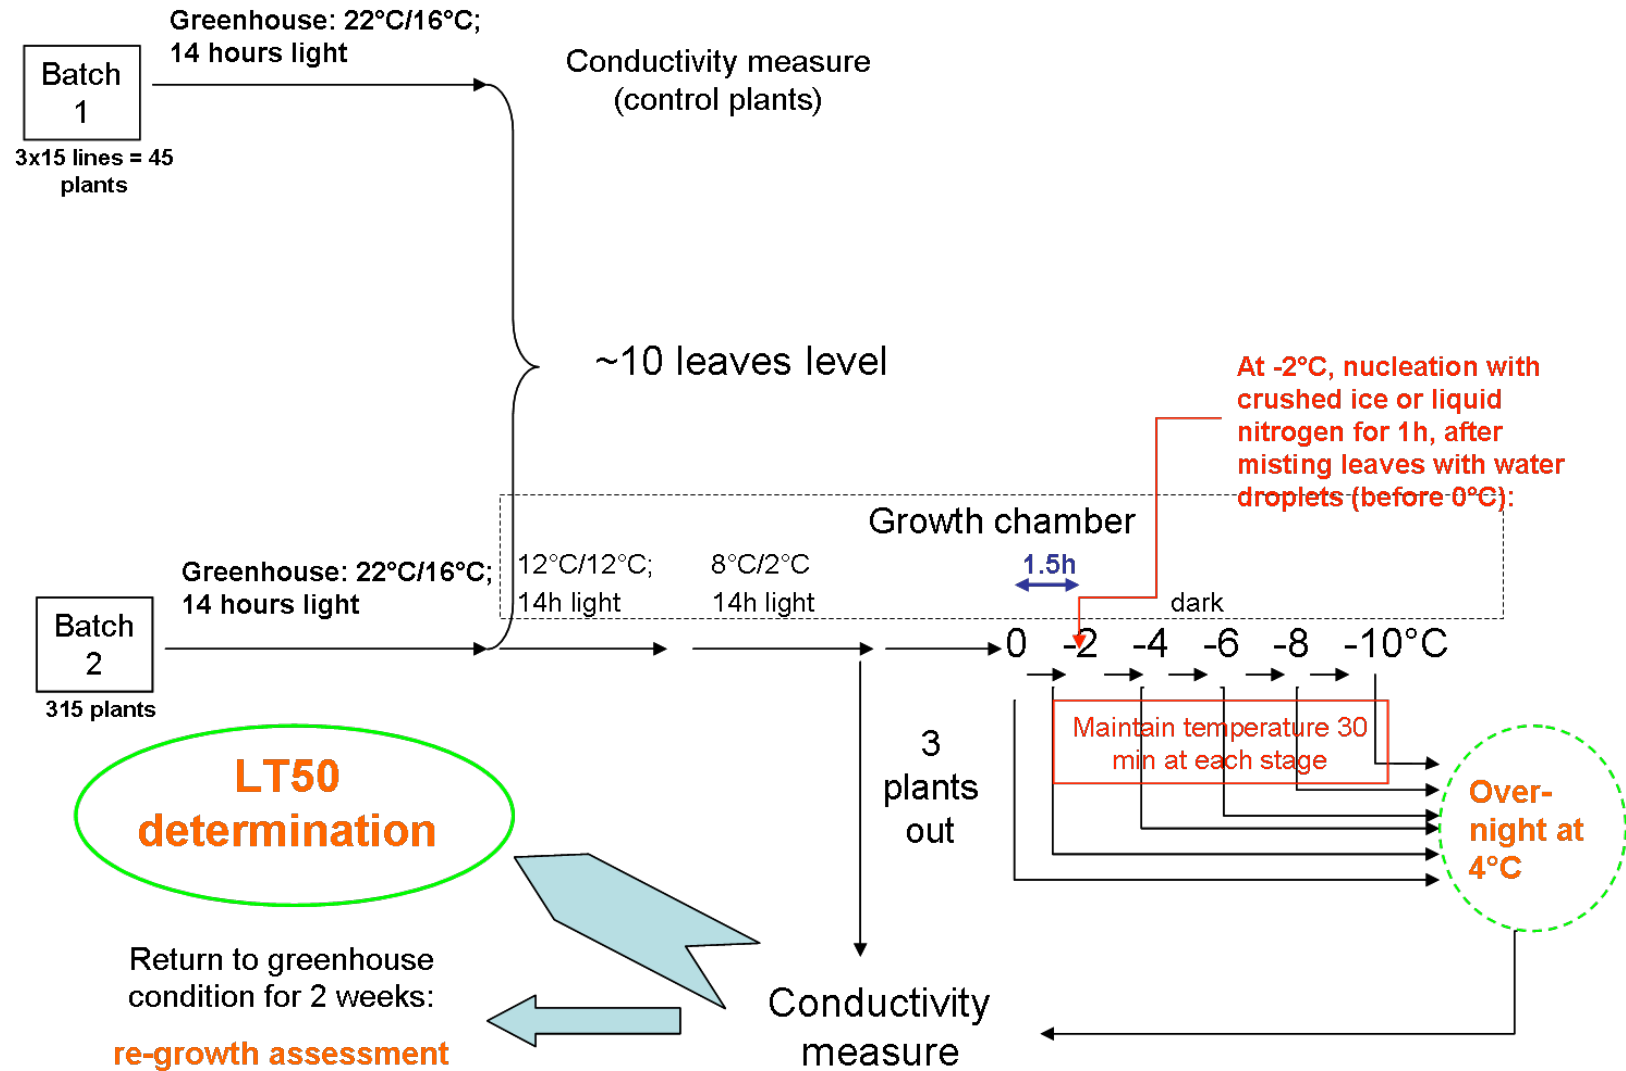 Greenhouse: 22°C/16°C;
14 hours light
Batch
1
3x15 lines = 45
plants
Conductivity measure
(control plants)
~10 leaves level
At -2°C, nucleation with
crushed ice or liquid
nitrogen for 1h, after
misting leaves with water
droplets (before 0°C):
Growth chamber
Greenhouse: 22°C/16°C;
14 hours light
12°C/12°C;
14h light
8°C/2°C
14h light
1.5h
dark
Batch
2
315 plants
0 -2 -4 -6 -8 -10°C
Maintain temperature 30
min at each stage
3
plants
out
Over-
night at
4°C
LT50
determination
Return to greenhouse
condition for 2 weeks:
re-growth assessment
Conductivity
measure